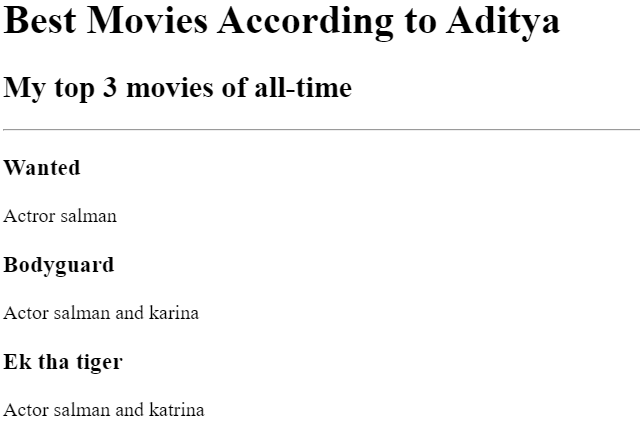 Best Movies According to Aditya
My top 3 movies of all-time
Wanted
Actror salman
Bodyguard
Actor salman and karina
Ek tha tiger
Actor salman and katrina